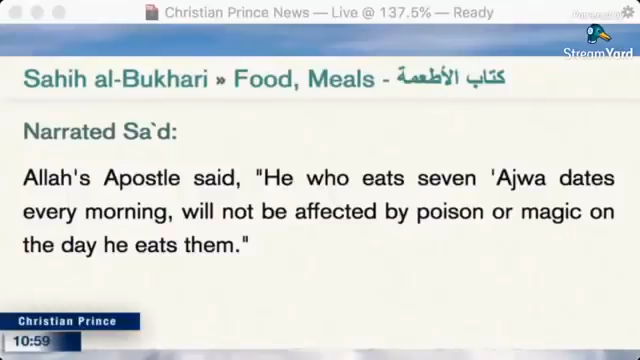 Christian Prince News — Live @ 137.5% — Ready
Powered by
StreamYard
Sahih al-Bukhari » Food, Meals - كتاب الأطعمة
Narrated Sa`d:
Allah's Apostle said, "He who eats seven 'Ajwa dates
every morning, will not be affected by poison or magic on
the day he eats them."
Christian Prince
10:59